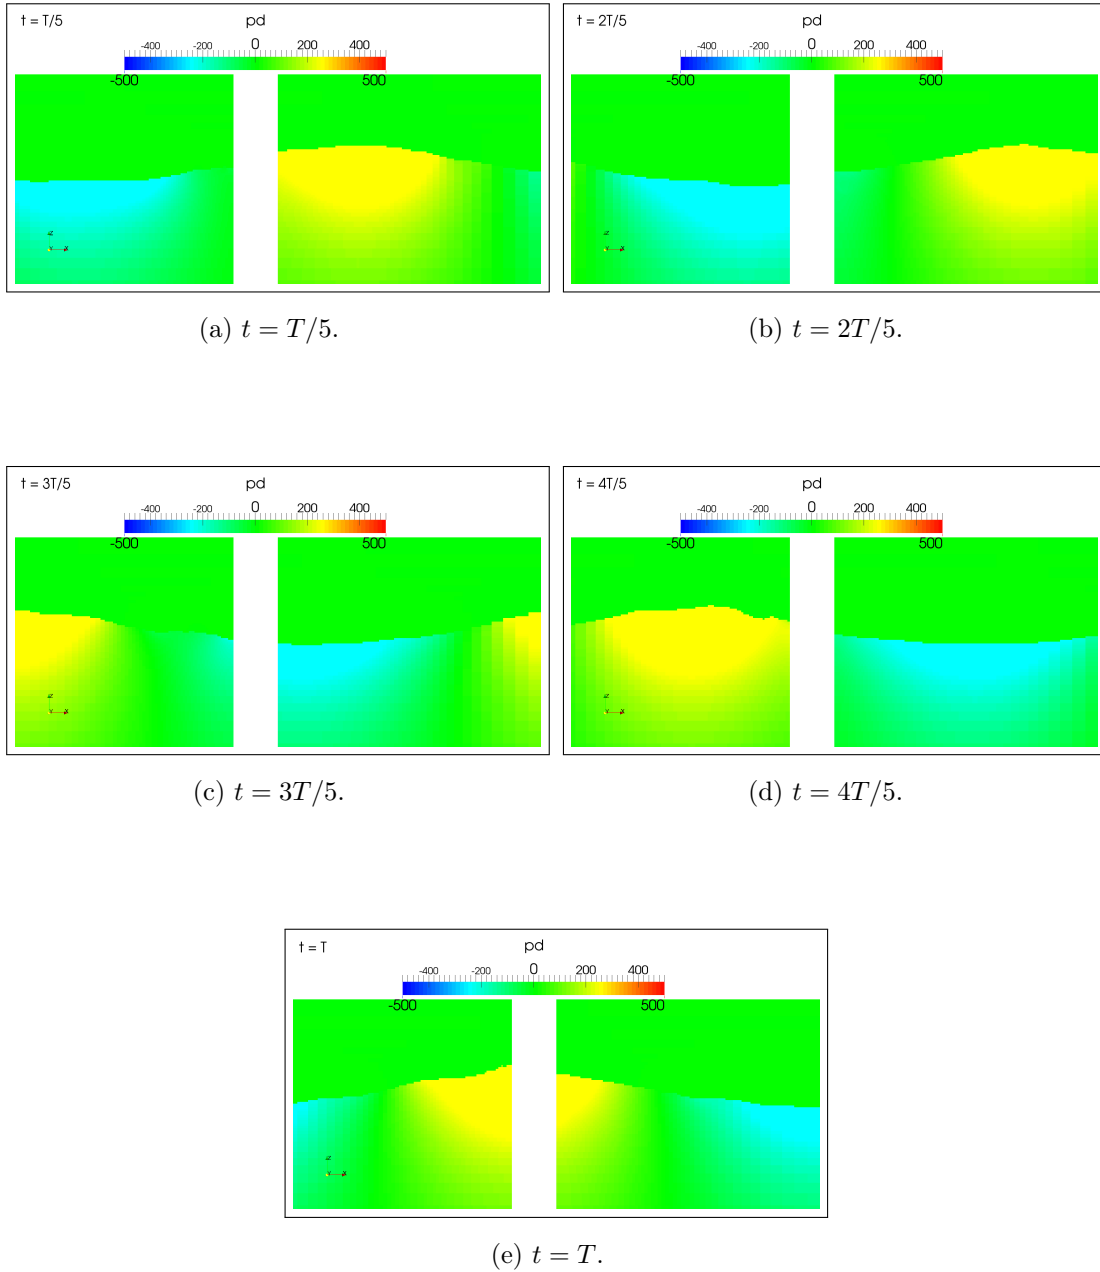 t = T/5
pd
-400 -200 0 200 400
-500 500
Z
Y X
(a) t = T/5.
t = 2T/5
pd
-400 -200 0 200 400
-500 500
Z
Y X
(b) t = 2T/5.
t = 3T/5
pd
-400 -200 0 200 400
-500 500
Z
Y X
(c) t = 3T/5.
t = 4T/5
pd
-400 -200 0 200 400
-500 500
Z
Y X
(d) t = 4T/5.
t = T
pd
-400 -200 0 200 400
-500 500
Z
Y X
(e) t = T.